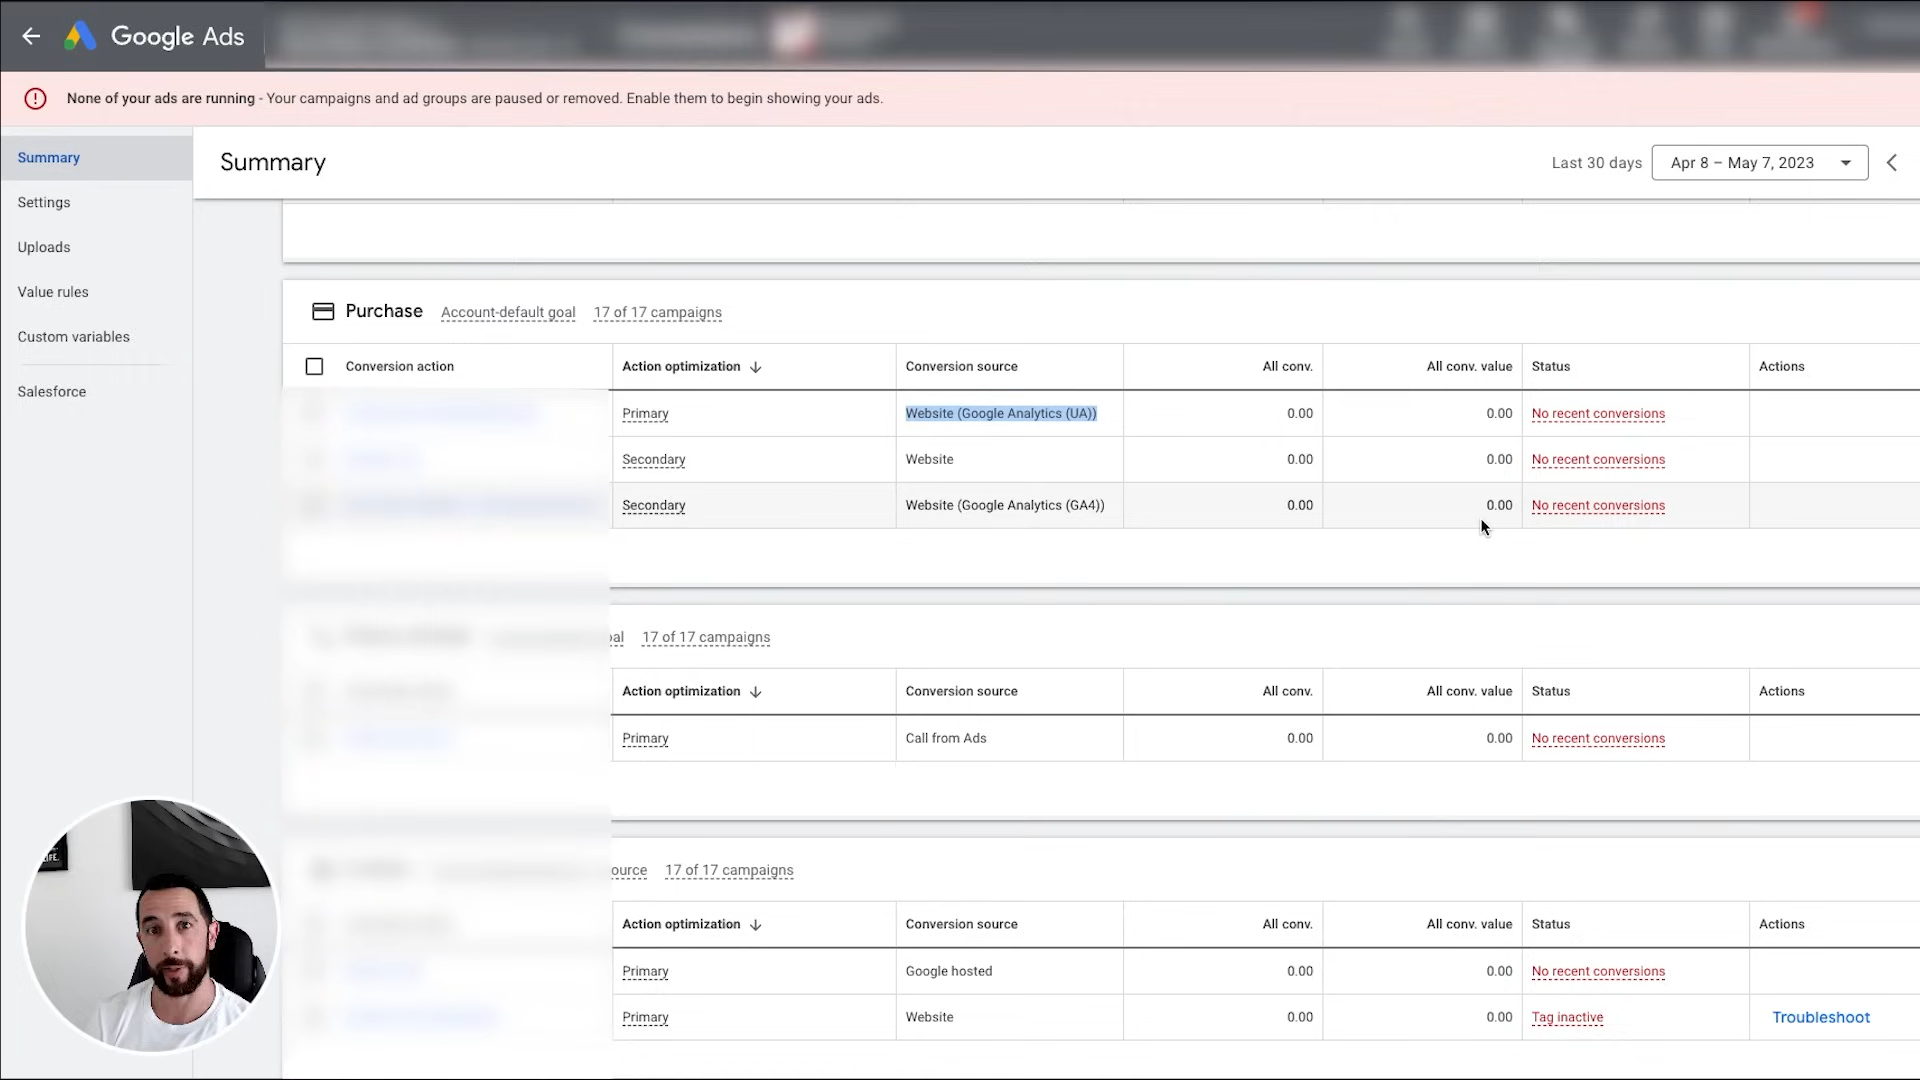 Google Ads
None of your ads are running - Your campaigns and ad groups are paused or removed. Enable them to begin showing your ads.
Summary
Settings
Uploads
Value rules
Custom variables
Salesforce
Summary
Last 30 days Apr 8 – May 7, 2023
Purchase Account-default goal 17 of 17 campaigns
Conversion action Action optimization Conversion source All conv. All conv. value Status Actions
Primary Website (Google Analytics (UA)) 0.00 0.00 No recent conversions
Secondary Website 0.00 0.00 No recent conversions
Secondary Website (Google Analytics (GA4)) 0.00 0.00 No recent conversions
17 of 17 campaigns
Action optimization Conversion source All conv. All conv. value Status Actions
Primary Call from Ads 0.00 0.00 No recent conversions
17 of 17 campaigns
Action optimization Conversion source All conv. All conv. value Status Actions
Primary Google hosted 0.00 0.00 No recent conversions
Primary Website 0.00 0.00 Tag inactive Troubleshoot